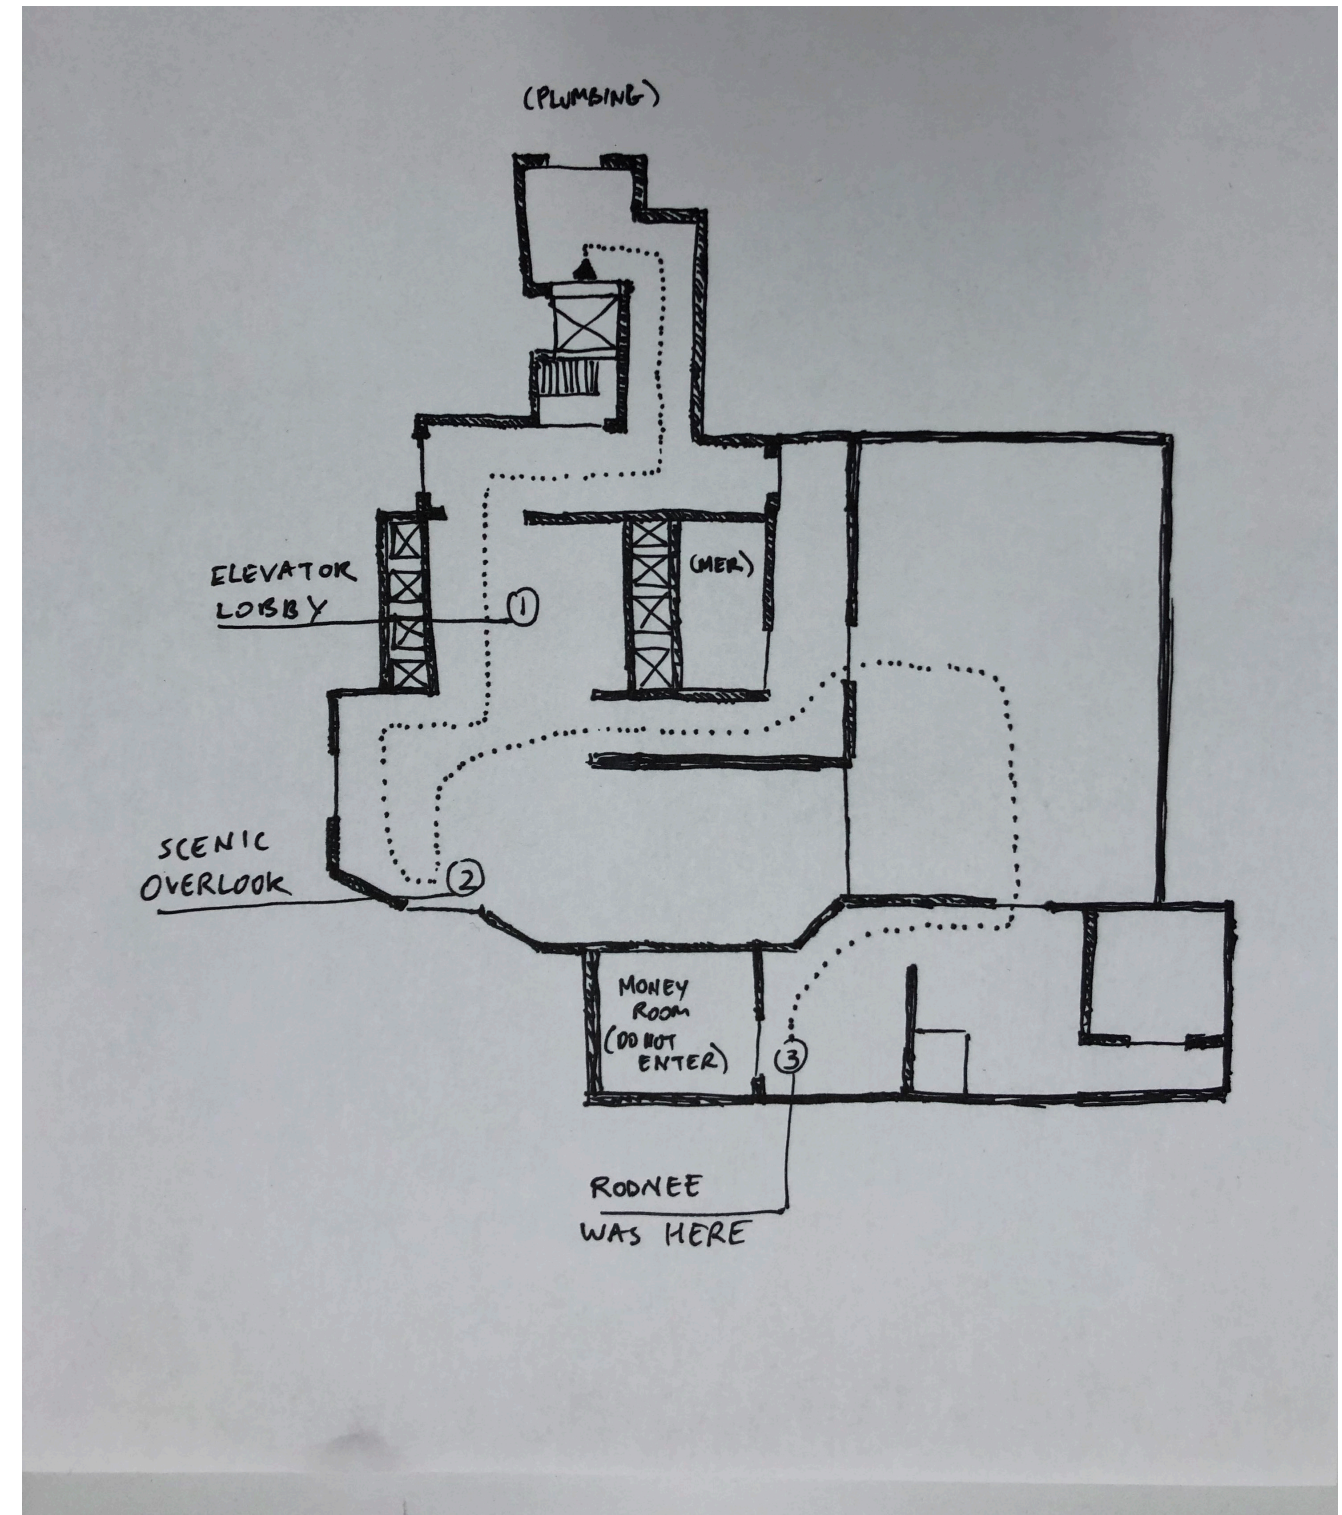 (PLUMBING)
(MER)
ELEVATOR
LOBBY
1
SCENIC
OVERLOOK
2
MONEY
ROOM
(DO NOT
ENTER)
3
RODNEE
WAS HERE